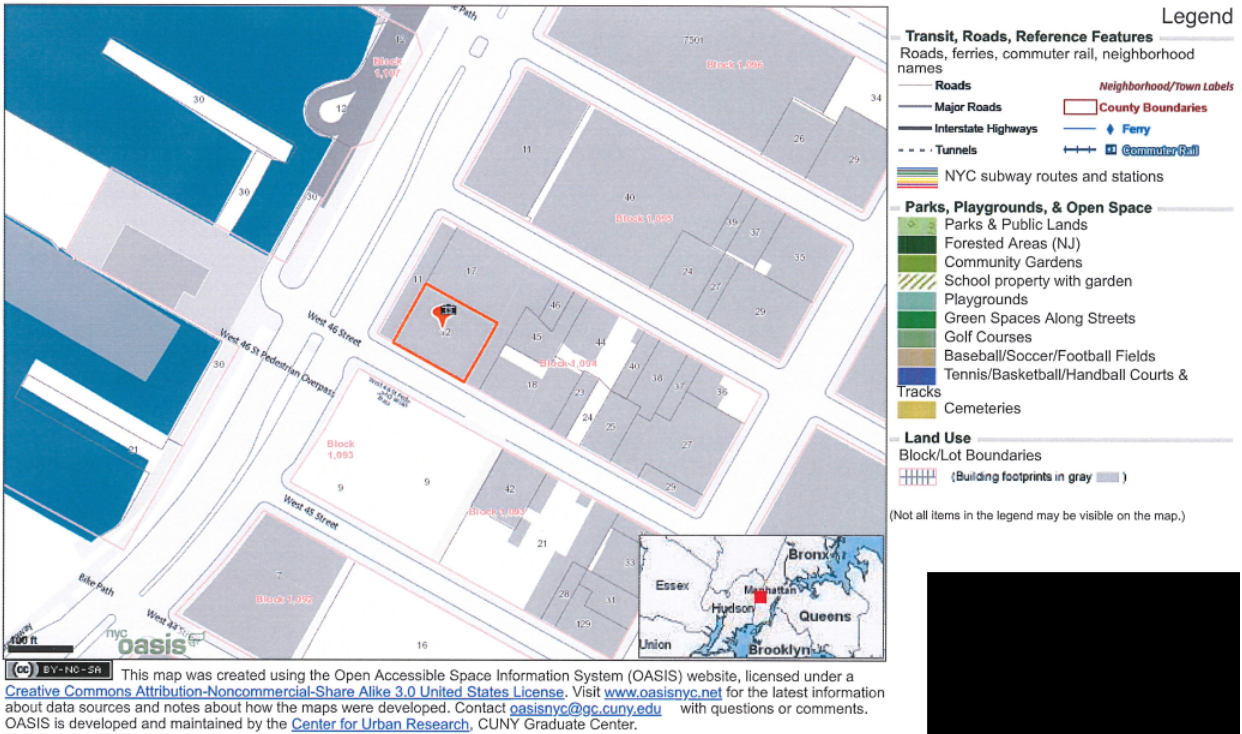 Legend
Transit, Roads, Reference Features
Roads, ferries, commuter rail, neighborhood
names
Roads
Neighborhood/Town Labels
Major Roads
County Boundaries
Interstate Highways
Ferry
Tunnels
Commuter Rail
NYC subway routes and stations
Parks, Playgrounds, & Open Space
Parks & Public Lands
Forested Areas (NJ)
Community Gardens
School property with garden
Playgrounds
Green Spaces Along Streets
Golf Courses
Baseball/Soccer/Football Fields
Tennis/Basketball/Handball Courts &
Tracks
Cemeteries
Land Use
Block/Lot Boundaries
(Building footprints in gray )
(Not all items in the legend may be visible on the map.)
Path
12
Block
1,107
12
30
30
30
30
21
7501
Block 1,096
34
26
29
11
40
Block 1,095
39
37
35
24
27
29
11
17
12
46
45
44
Block 1,094
18
23
24
25
40
38
37
36
27
29
West 46 Street
West 46 St Pedestrian Overpass
Block
1,093
9
9
42
Block 1,093
21
33
28
31
129
West 45 Street
7
Block 1,092
16
Bike Path
West 44
100 ft
nyc
oasis
Bronx
Essex
Manhattan
Hudson
Queens
Union
Brooklyn
cc BY-NC-SA This map was created using the Open Accessible Space Information System (OASIS) website, licensed under a
Creative Commons Attribution-Noncommercial-Share Alike 3.0 United States License. Visit www.oasisnyc.net for the latest information
about data sources and notes about how the maps were developed. Contact oasisnyc@gc.cuny.edu with questions or comments.
OASIS is developed and maintained by the Center for Urban Research, CUNY Graduate Center.